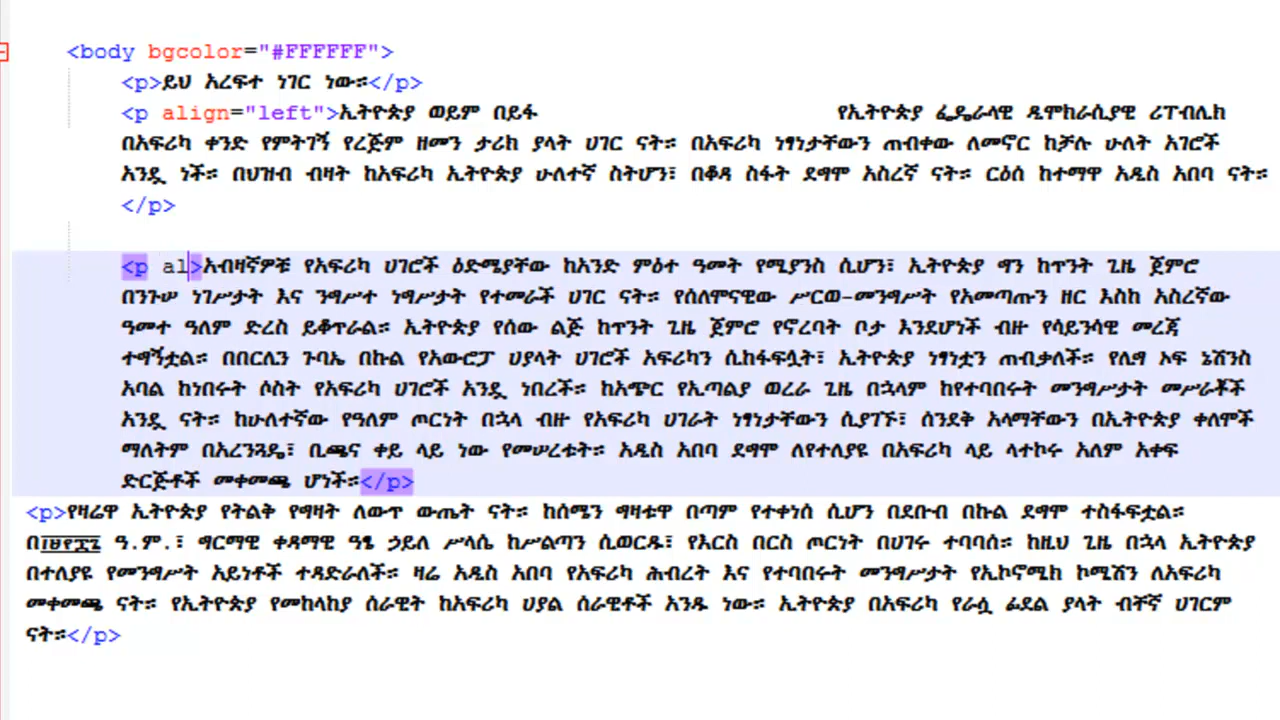 <body bgcolor="#FFFFFF">
<p>ይህ አረፍተ ነገር ነው።</p>
<p align="left">ኢትዮጵያ ወይም በይፋ የኢትዮጵያ ፌዴራላዊ ዲሞክራሲያዊ ሪፐብሊክ
በአፍሪካ ቀንድ የምትገኝ የረጅም ዘመን ታሪክ ያላት ሀገር ናት። በአፍሪካ ነፃነታቸውን ጠብቀው ለመኖር ከቻሉ ሁለት አገሮች
አንዷ ነች። በህዝብ ብዛት ከአፍሪካ ኢትዮጵያ ሁለተኛ ስትሆን፣ በቆዳ ስፋት ደግሞ አስረኛ ናት። ርዕሰ ከተማዋ አዲስ አበባ ናት።
</p>
<p al>አብዛኛዎቹ የአፍሪካ ሀገሮች ዕድሜያቸው ከአንድ ምዕተ ዓመት የሚያንስ ሲሆን፣ ኢትዮጵያ ግን ከጥንት ጊዜ ጀምሮ
በንጉሠ ነገሥታት እና ንግሥተ ነግሥታት የተመራች ሀገር ናት። የሰለሞናዊው ሥርወ-መንግሥት የአመጣጡን ዘር እስከ አስረኛው
ዓመተ ዓለም ድረስ ይቆጥራል። ኢትዮጵያ የሰው ልጅ ከጥንት ጊዜ ጀምሮ የኖረባት ቦታ እንደሆነች ብዙ የሳይንሳዊ መረጃ
ተግኝቷል። በበርሊን ጉባኤ በኩል የአውሮፓ ሀያላት ሀገሮች አፍሪካን ሲከፋፍሏት፣ ኢትዮጵያ ነፃነቷን ጠብቃለች። የሊግ ኦፍ ኔሽንስ
አባል ከነበሩት ሶስት የአፍሪካ ሀገሮች አንዷ ነበረች። ከአጭር የኢጣልያ ወረራ ጊዜ በኋላም ከየተባበሩት መንግሥታት መሥራቾች
አንዷ ናት። ከሁለተኛው የዓለም ጦርነት በኋላ ብዙ የአፍሪካ ሀገራት ነፃነታቸውን ሲያገኙ፣ ሰንደቅ አላማቸውን በኢትዮጵያ ቀለሞች
ማለትም በአረንጓዴ፣ ቢጫና ቀይ ላይ ነው የመሠረቱት። አዲስ አበባ ደግሞ ለየተለያዩ በአፍሪካ ላይ ላተኮሩ አለም አቀፍ
ድርጅቶች መቀመጫ ሆነች።</p>
<p>የዛሬዋ ኢትዮጵያ የትልቅ የግዛት ለውጥ ውጤት ናት። ከሰሜን ግዛቱዋ በጣም የተቀነሰ ሲሆን በደቡብ በኩል ደግሞ ተስፋፍቷል።
በ፲፱፻፸፯ ዓ.ም.፣ ግርማዊ ቀዳማዊ ዓፄ ኃይለ ሥላሴ ከሥልጣን ሲወርዱ፣ የእርስ በርስ ጦርነት በሀገሩ ተባባሰ። ከዚህ ጊዜ በኋላ ኢትዮጵያ
በተለያዩ የመንግሥት አይነቶች ተዳድራለች። ዛሬ አዲስ አበባ የአፍሪካ ሕብረት እና የተባበሩት መንግሥታት የኢኮኖሚክ ኮሚሽን ለአፍሪካ
መቀመጫ ናት። የኢትዮጵያ የመከላከያ ሰራዊት ከአፍሪካ ሀያል ሰራዊቶች አንዱ ነው። ኢትዮጵያ በአፍሪካ የራሷ ፊደል ያላት ብቸኛ ሀገርም
ናት።</p>